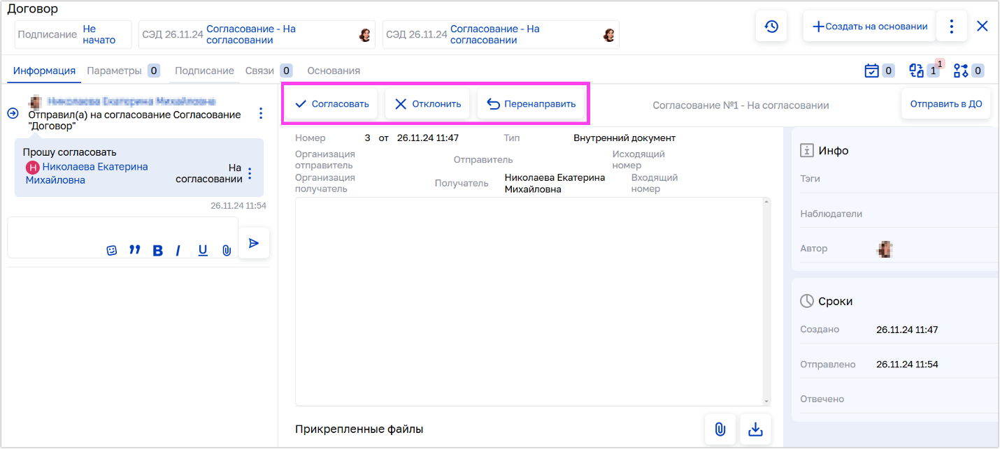 Договор
Подписание Не
начато
СЭД 26.11.24 Согласование - На
согласовании
СЭД 26.11.24 Согласование - На
согласовании
Создать на основании
Информация Параметры 0 Подписание Связи 0 Основания
0 1 1 0
Николаева Екатерина Михайловна
Отправил(а) на согласование Согласование
"Договор"
Прошу согласовать
Н Николаева Екатерина
Михайловна
На
согласовании
26.11.24 11:54
B I U
Согласовать Отклонить Перенаправить
Согласование №1 - На согласовании
Отправить в ДО
Номер 3 от 26.11.24 11:47 Тип Внутренний документ
Организация
отправитель
Отправитель
Исходящий
номер
Организация
получатель
Получатель
Николаева Екатерина
Михайловна
Входящий
номер
Прикрепленные файлы
Инфо
Тэги
Наблюдатели
Автор
Сроки
Создано 26.11.24 11:47
Отправлено 26.11.24 11:54
Отвечено